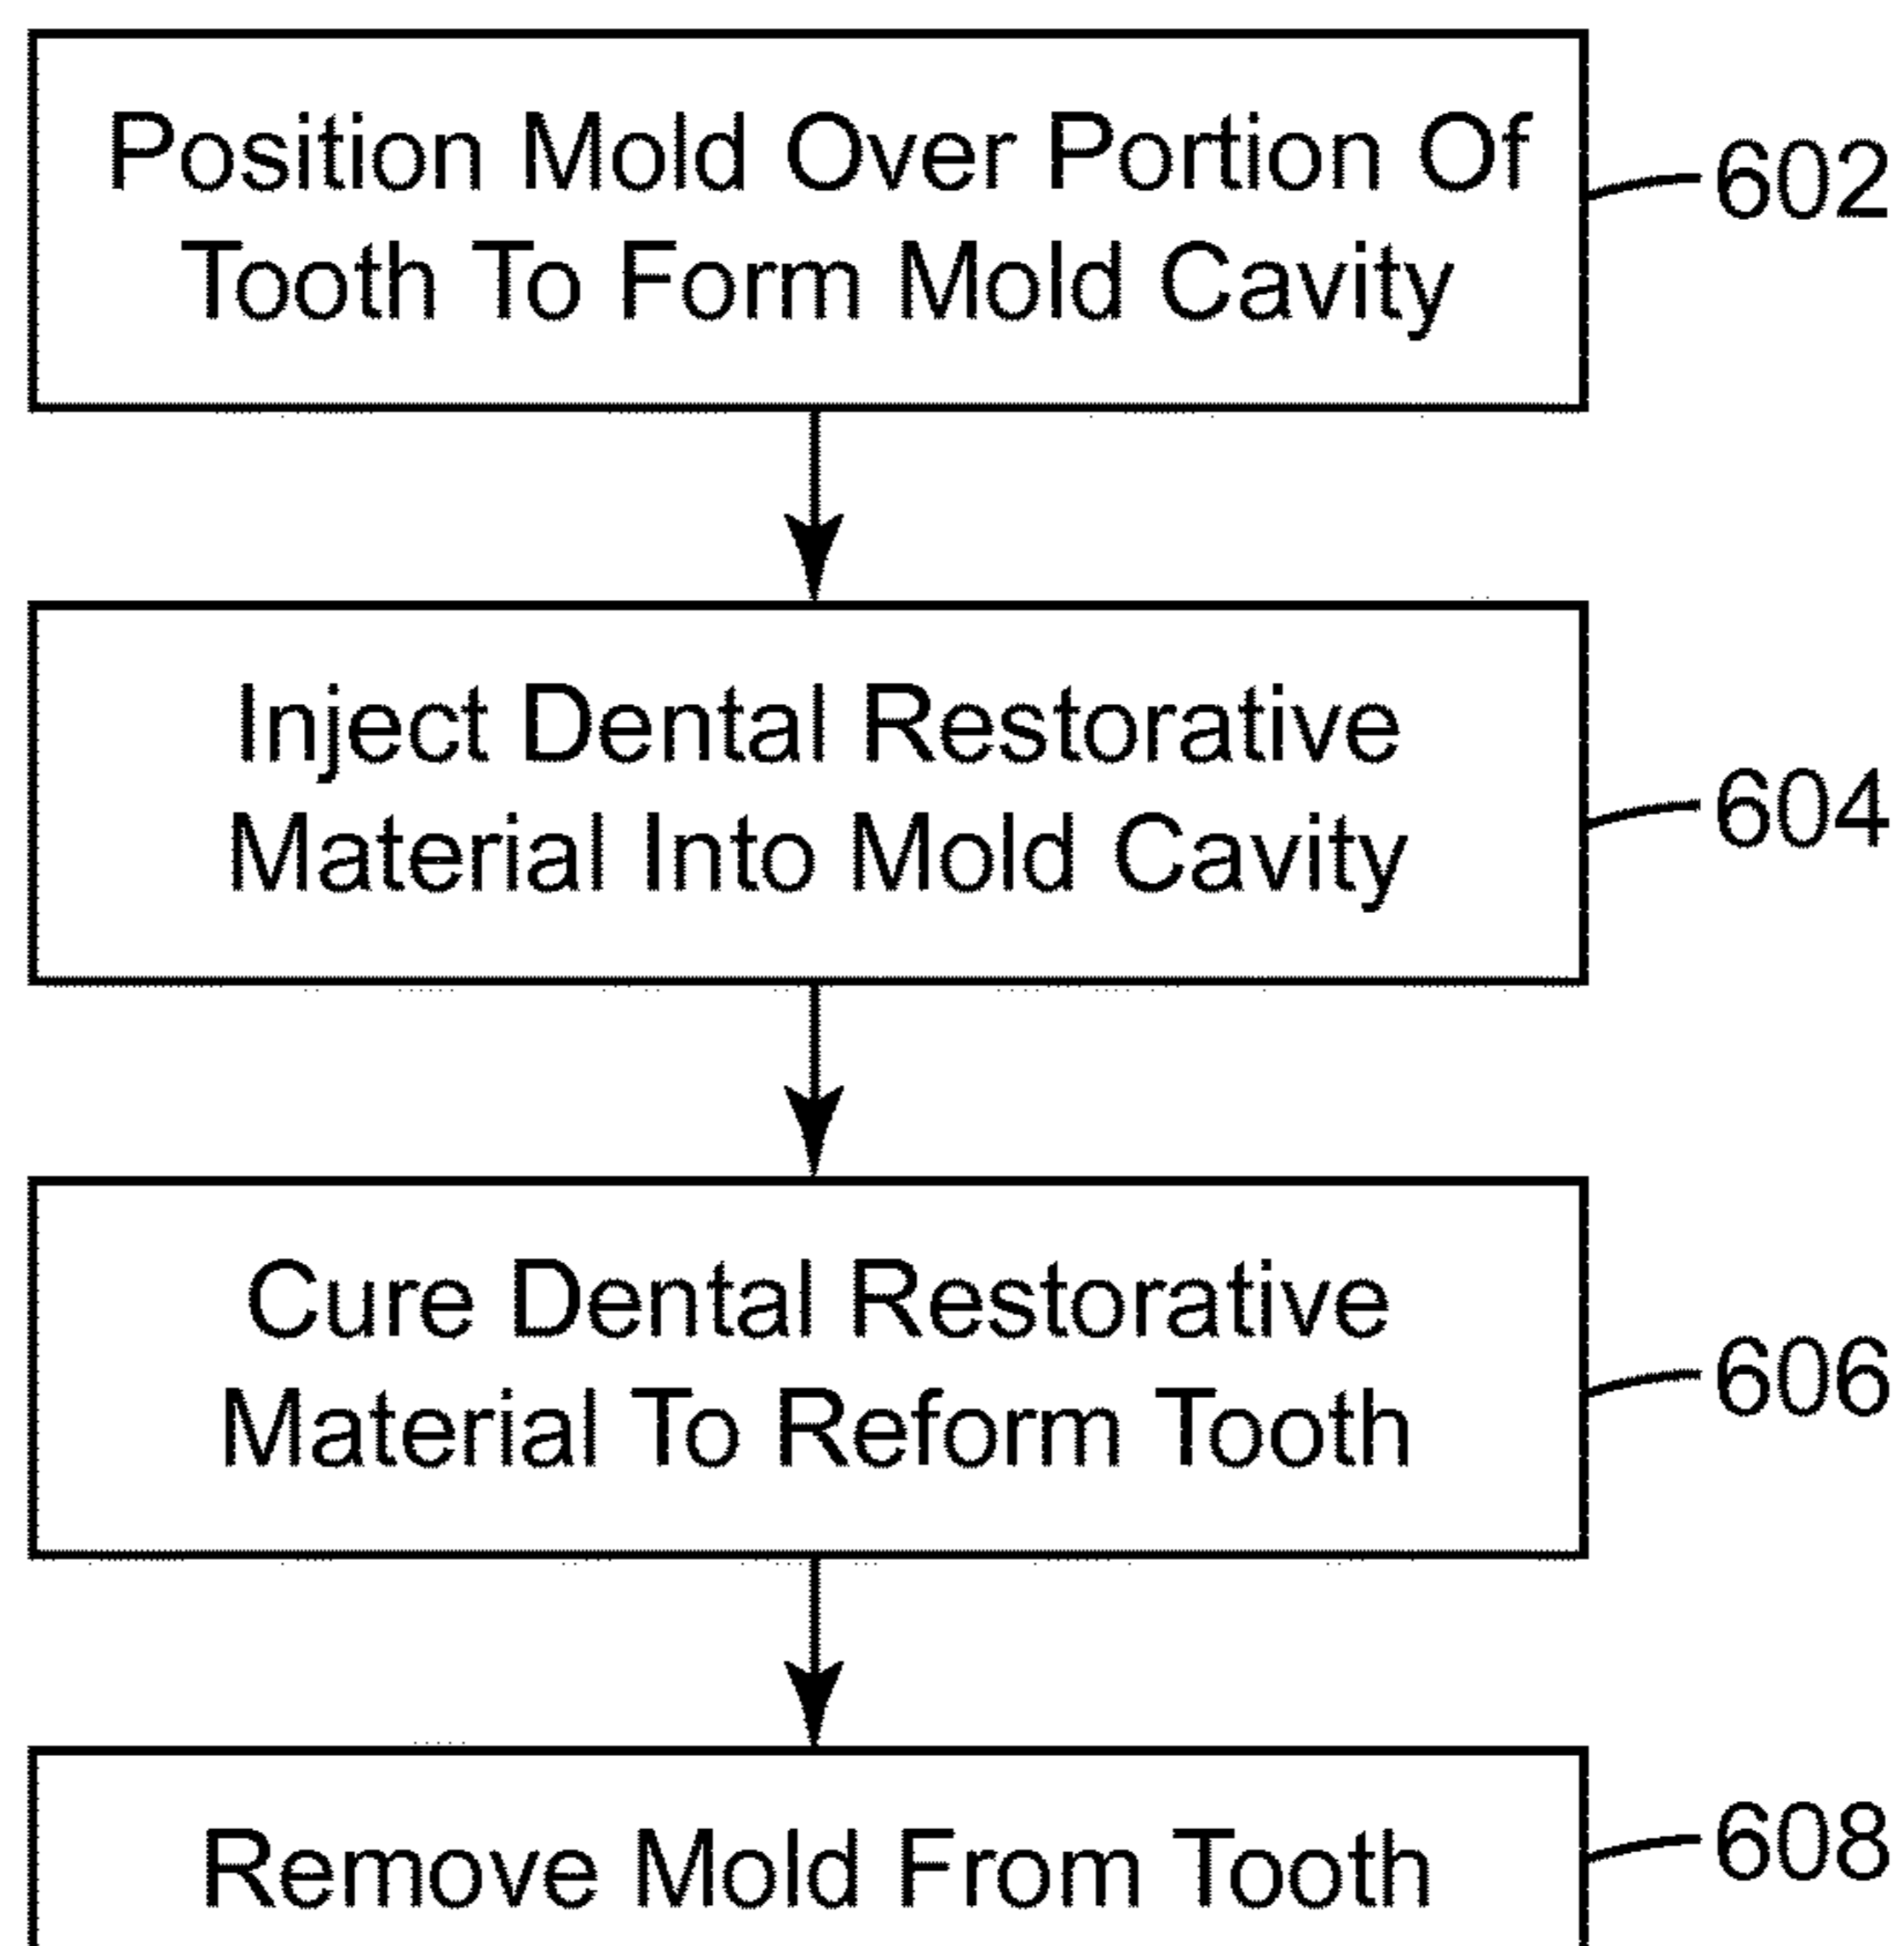 Position Mold Over Portion Of
Tooth To Form Mold Cavity
602
Inject Dental Restorative
Material Into Mold Cavity
604
Cure Dental Restorative
Material To Reform Tooth
606
Remove Mold From Tooth
608